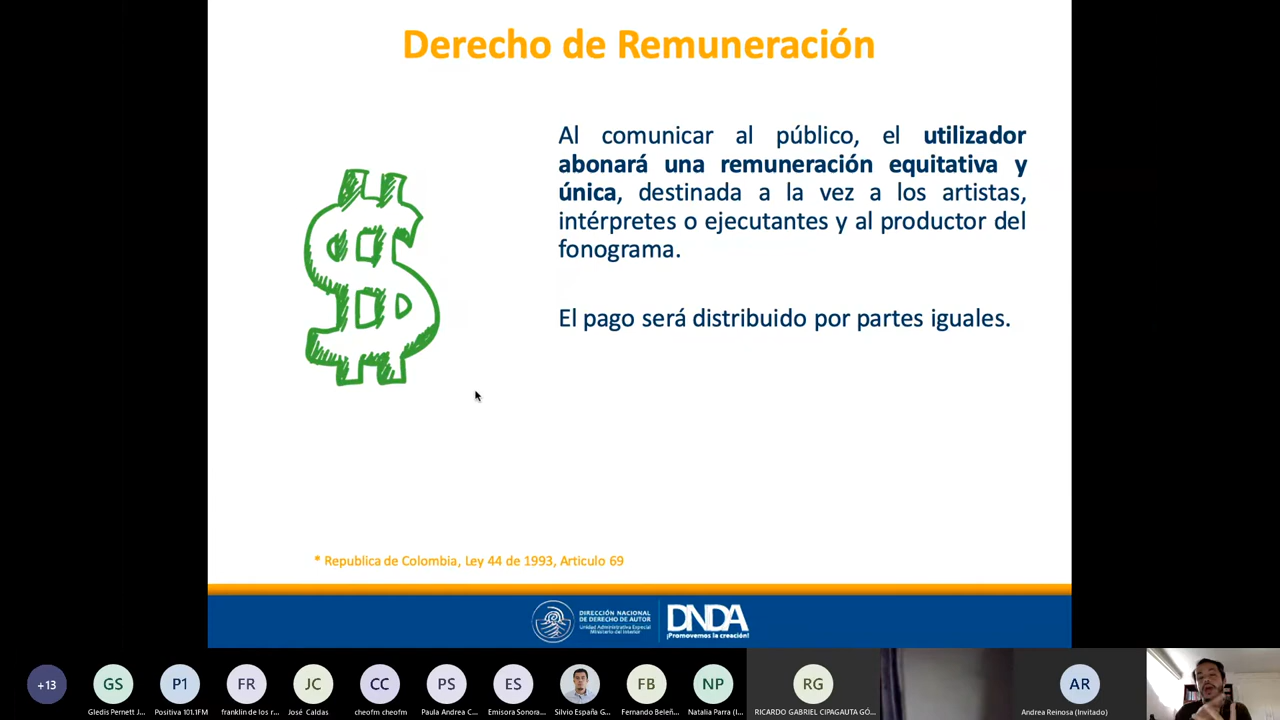 Derecho de Remuneración
Al comunicar al público, el utilizador
abonará una remuneración equitativa y
única, destinada a la vez a los artistas,
intérpretes o ejecutantes y al productor del
fonograma.
El pago será distribuido por partes iguales.
* Republica de Colombia, Ley 44 de 1993, Articulo 69
DIRECCIÓN NACIONAL
DE DERECHO DE AUTOR
Unidad Administrativa Especial
Ministerio del Interior
DNDA
¡Promovemos la creación!
+13
GS
P1
FR
JC
CC
PS
ES
FB
NP
RG
AR
Gledis Pernett J...
Positiva 101.1FM
franklin de los r...
José Caldas
cheofm cheofm
Paula Andrea C...
Emisora Sonora...
Silvio España G...
Fernando Beleñ...
Natalia Parra (I...
RICARDO GABRIEL CIPAGAUTA GÓ...
Andrea Reinosa (Invitado)